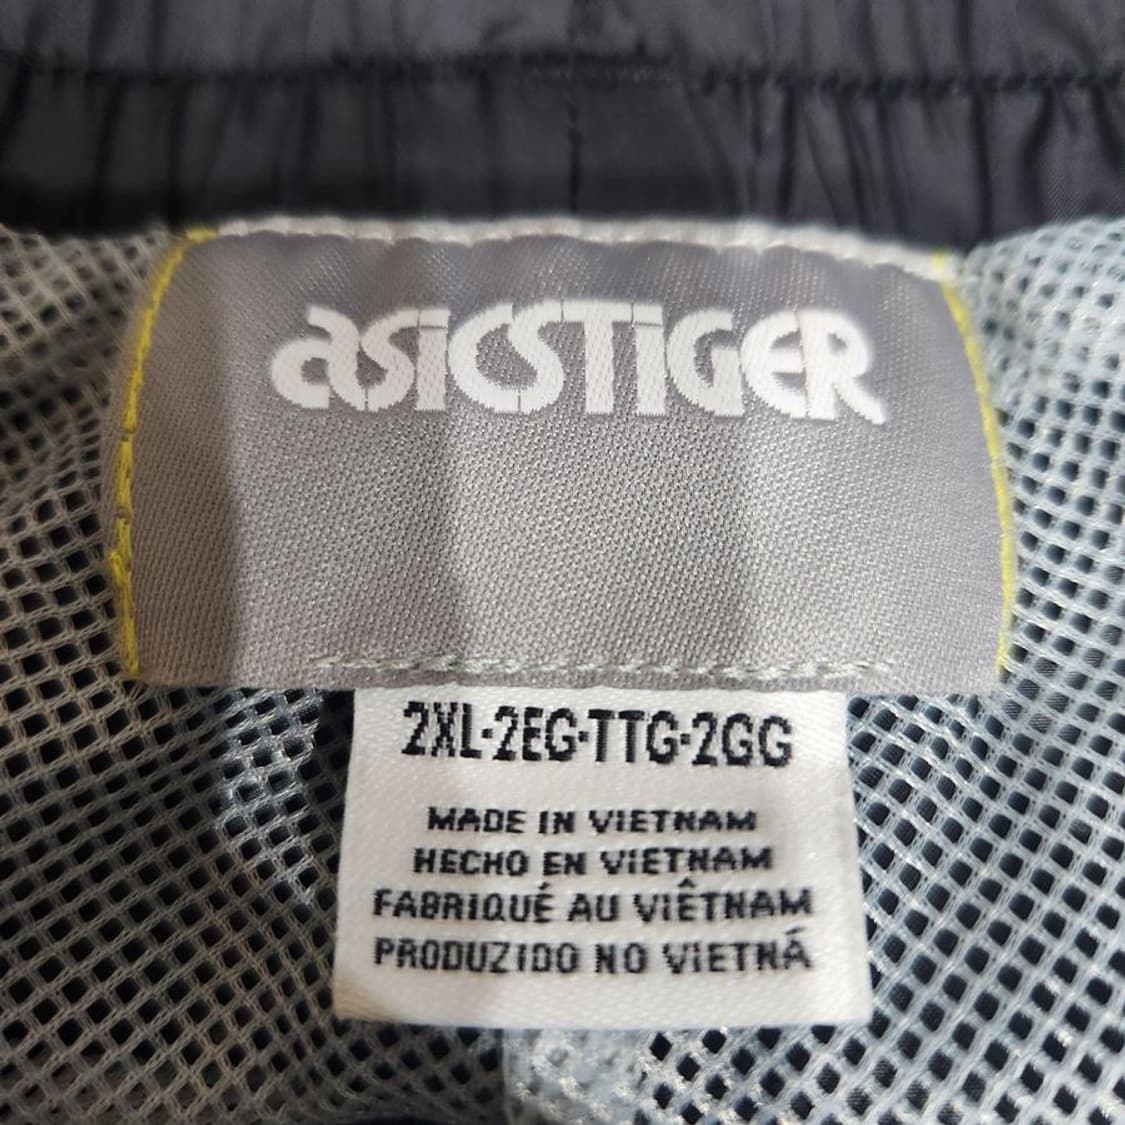 asicsTIGER
2XL·2EG·TTG·2GG
MADE IN VIETNAM
HECHO EN VIETNAM
FABRIQUÉ AU VIÊTNAM
PRODUZIDO NO VIETNÃ